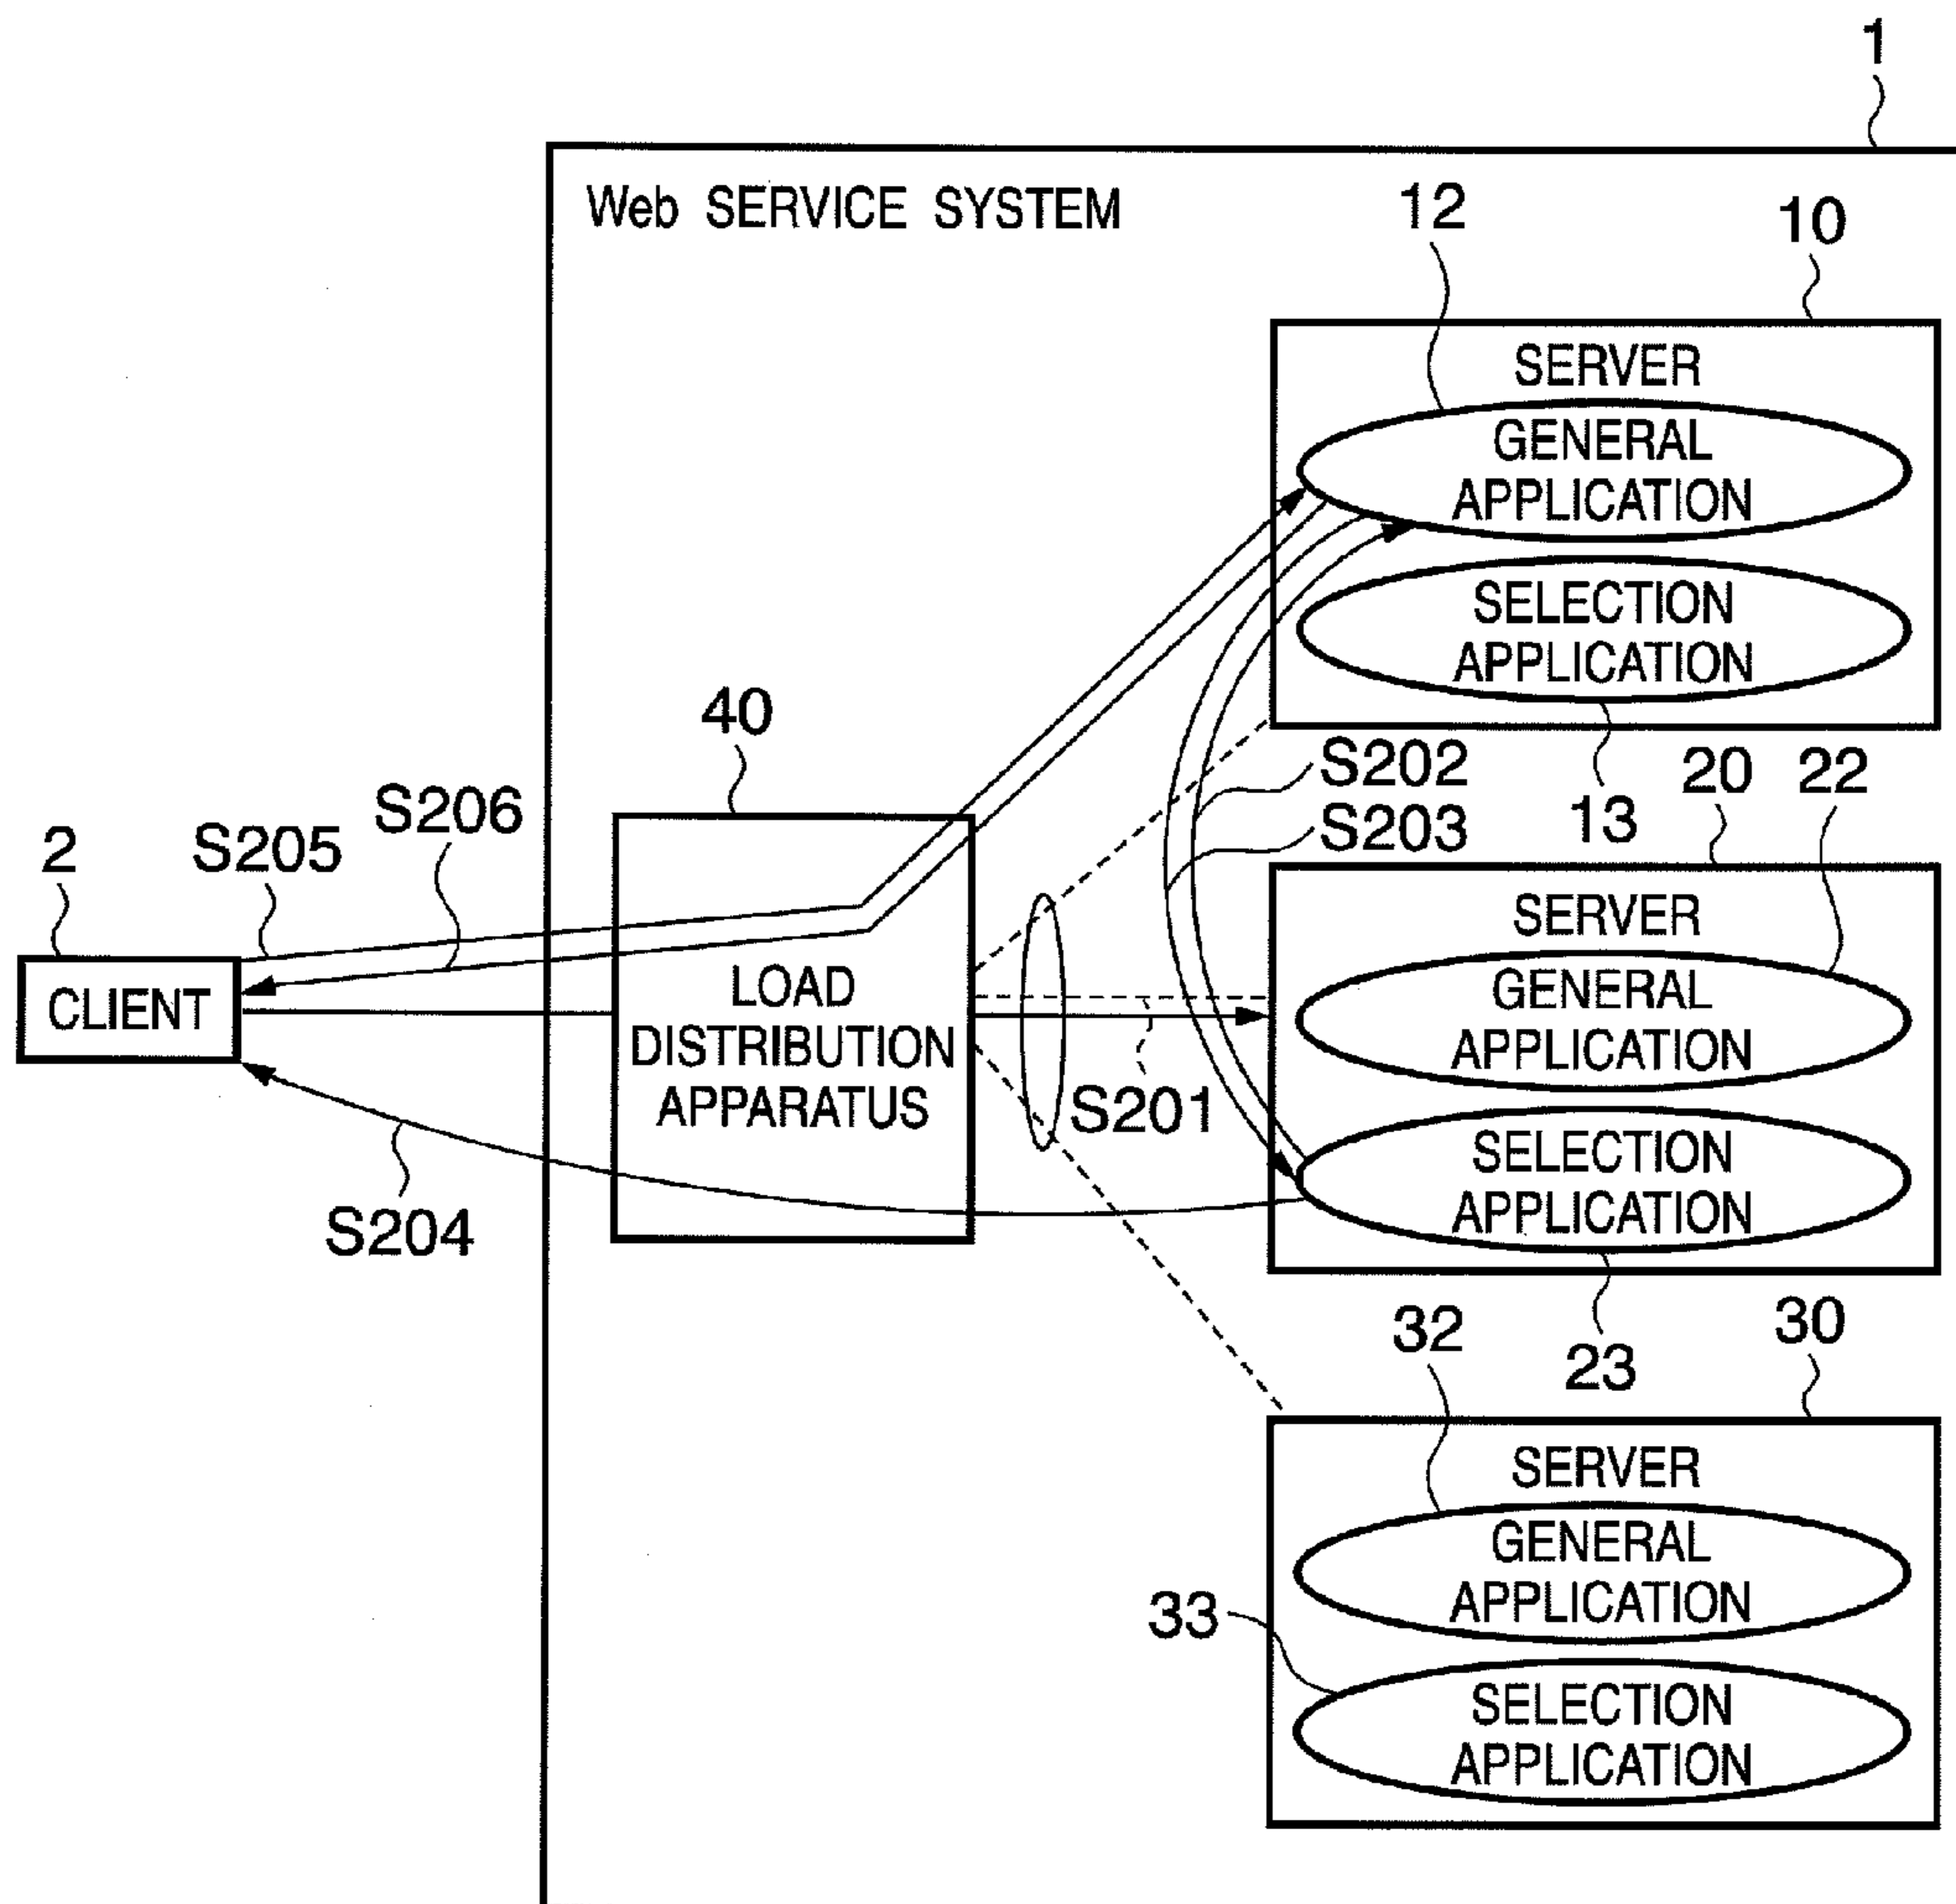 1
Web SERVICE SYSTEM
12
10
SERVER
GENERAL
APPLICATION
SELECTION
APPLICATION
13
40
S202
S203
20
22
2
S205
S206
CLIENT
LOAD
DISTRIBUTION
APPARATUS
S201
S204
SERVER
GENERAL
APPLICATION
SELECTION
APPLICATION
23
32
30
SERVER
GENERAL
APPLICATION
33
SELECTION
APPLICATION